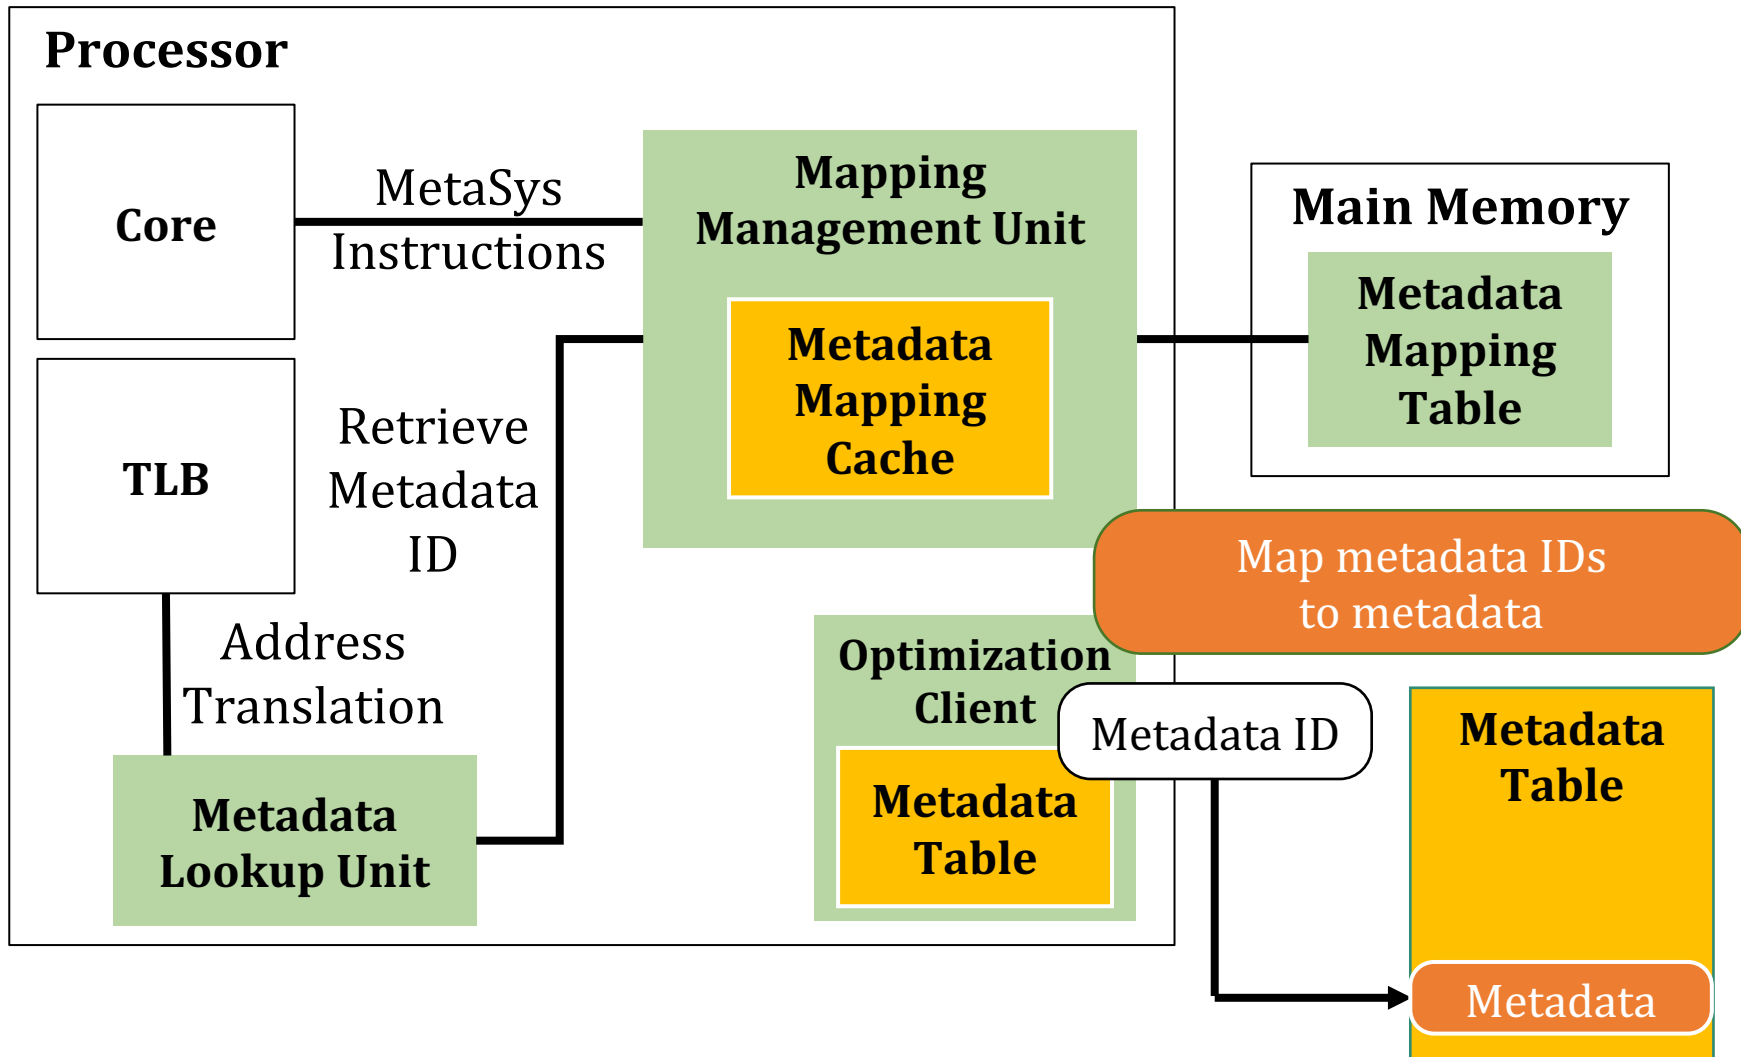 Processor
Core
MetaSys
Instructions
Mapping
Management Unit
Metadata
Mapping
Cache
Main Memory
Metadata
Mapping
Table
TLB
Retrieve
Metadata
ID
Address
Translation
Metadata
Lookup Unit
Map metadata IDs
to metadata
Optimization
Client
Metadata ID
Metadata
Table
Metadata
Table
Metadata